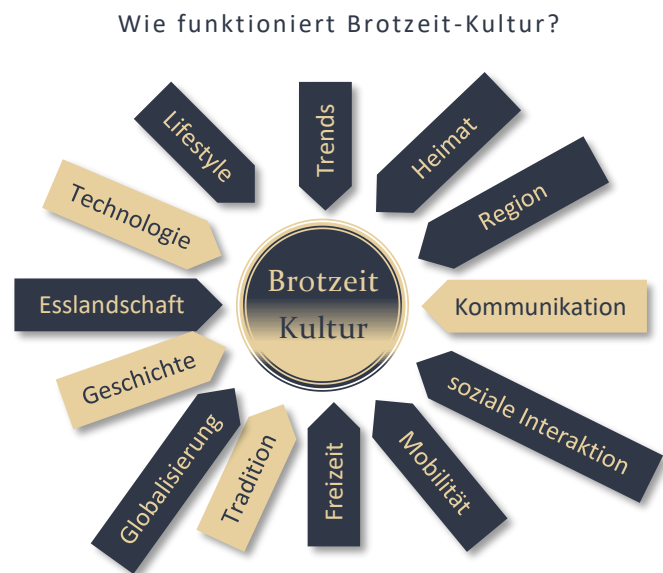 Wie funktioniert Brotzeit-Kultur?
Trends
Heimat
Region
Kommunikation
soziale Interaktion
Mobilität
Freizeit
Tradition
Globalisierung
Geschichte
Esslandschaft
Technologie
Lifestyle
Brotzeit
Kultur